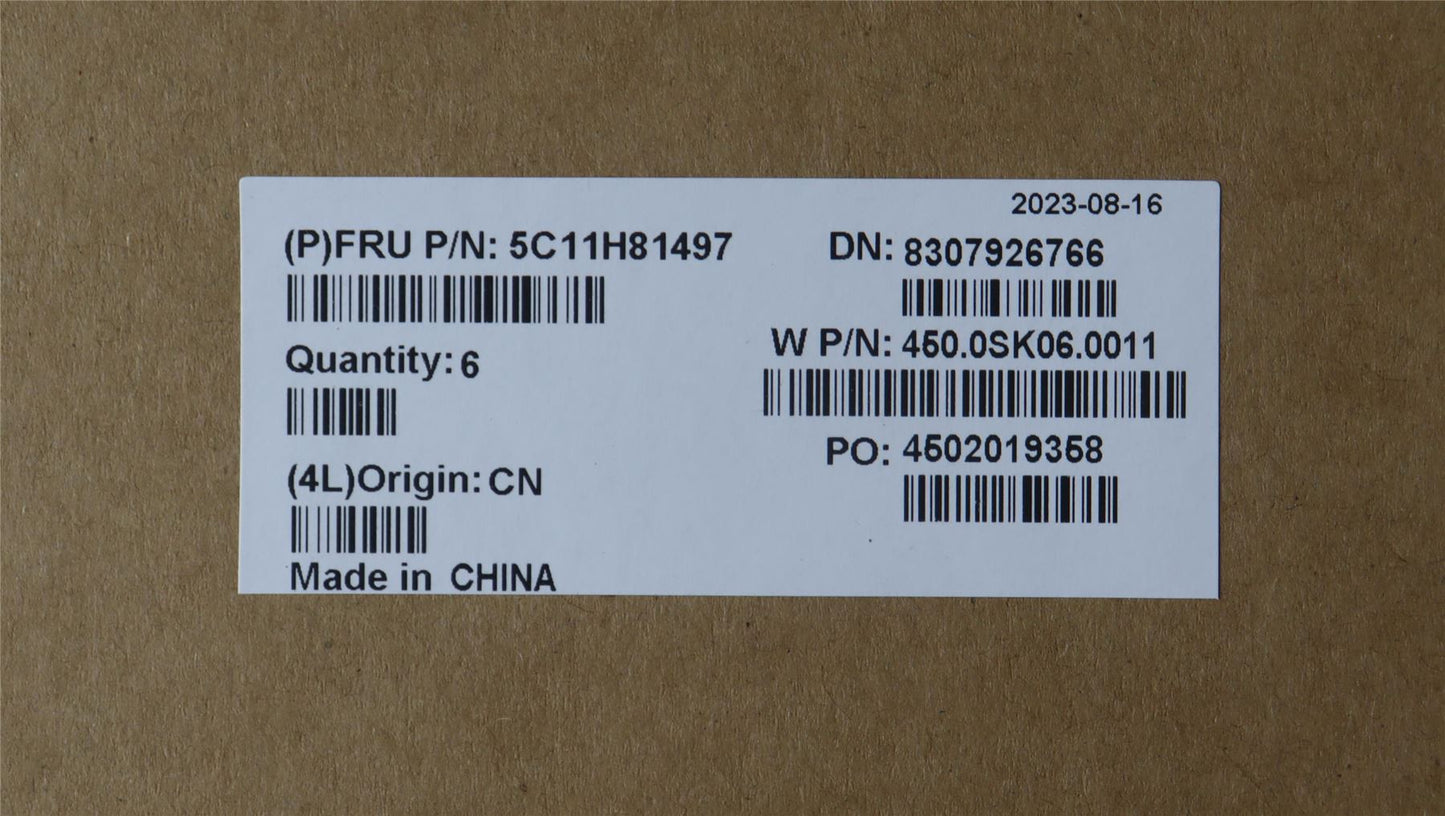 2023-08-16
(P)FRU P/N: 5C11H81497
DN: 8307926766
W P/N: 450.0SK06.0011
Quantity: 6
PO: 4502019358
(4L)Origin: CN
Made in CHINA